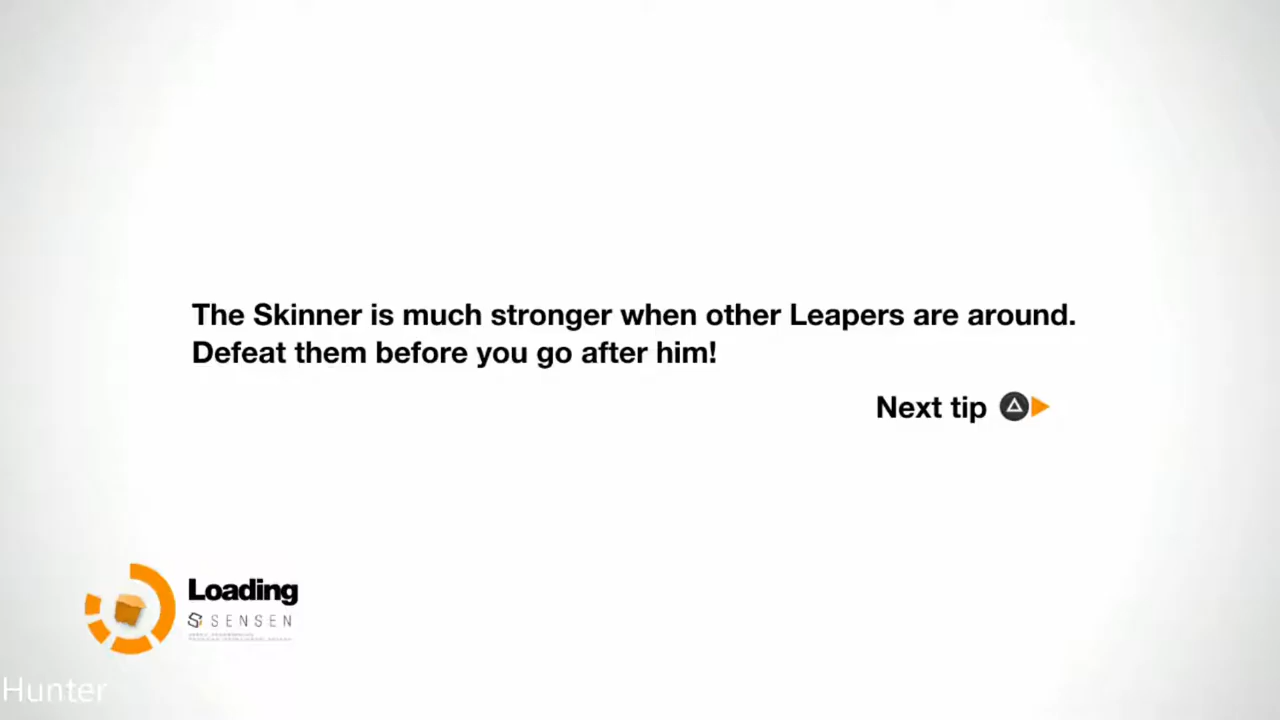 The Skinner is much stronger when other Leapers are around.
Defeat them before you go after him!
Next tip
Loading
SENSEN
Hunter